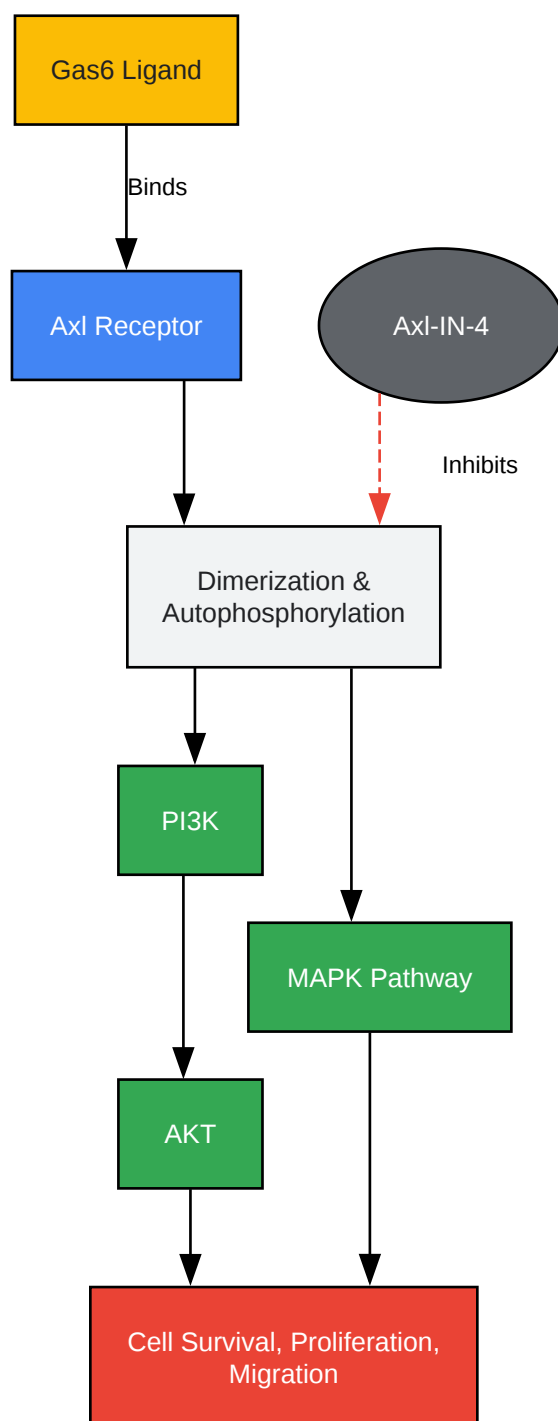 Gas6 Ligand
Binds
Axl Receptor
Axl-IN-4
Inhibits
Dimerization &
Autophosphorylation
PI3K
MAPK Pathway
AKT
Cell Survival, Proliferation,
Migration